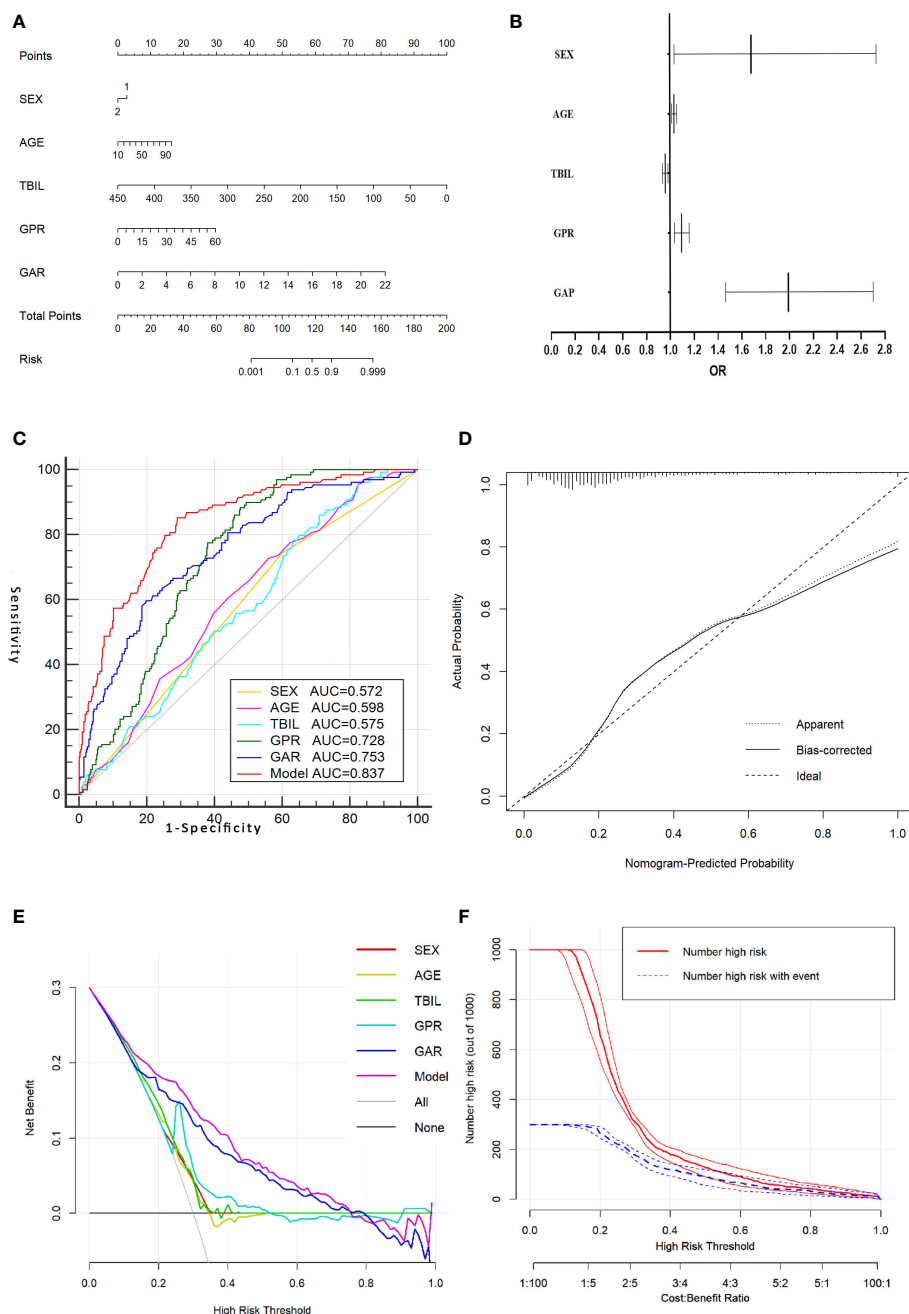 A
Points
0 10 20 30 40 50 60 70 80 90 100
SEX
1
2
AGE
10 50 90
TBIL
450 400 350 300 250 200 150 100 50 0
GPR
0 15 30 45 60
GAR
0 2 4 6 8 10 12 14 16 18 20 22
Total Points
0 20 40 60 80 100 120 140 160 180 200
Risk
0.001 0.1 0.5 0.9 0.999
B
SEX
AGE
TBIL
GPR
GAP
0.0 0.2 0.4 0.6 0.8 1.0 1.2 1.4 1.6 1.8 2.0 2.2 2.4 2.6 2.8
OR
C
Sensitvity
100
80
60
40
20
0
SEX AUC=0.572
AGE AUC=0.598
TBIL AUC=0.575
GPR AUC=0.728
GAR AUC=0.753
Model AUC=0.837
0 20 40 60 80 100
1-Specificity
D
Actual Probability
1.0
0.8
0.6
0.4
0.2
0.0
Apparent
Bias-corrected
Ideal
0.0 0.2 0.4 0.6 0.8 1.0
Nomogram-Predicted Probability
E
Net Benefit
0.3
0.2
0.1
0.0
SEX
AGE
TBIL
GPR
GAR
Model
All
None
0.0 0.2 0.4 0.6 0.8 1.0
High Risk Threshold
F
Number high risk (out of 1000)
1000
800
600
400
200
0
Number high risk
Number high risk with event
0.0 0.2 0.4 0.6 0.8 1.0
High Risk Threshold
1:100 1:5 2:5 3:4 4:3 5:2 5:1 100:1
Cost:Benefit Ratio